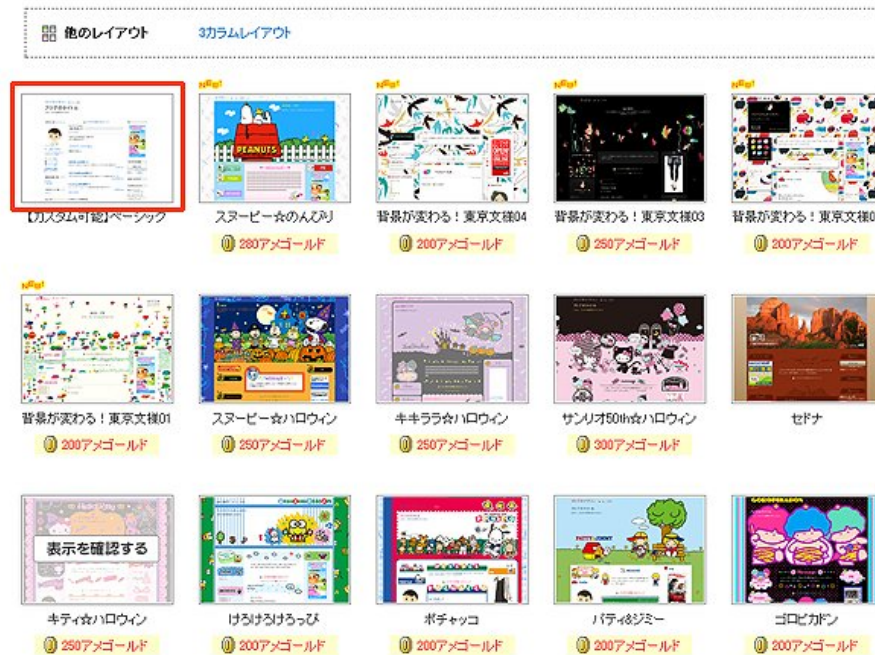 他のレイアウト 3カラムレイアウト
NEW! NEW! NEW! NEW!
PEANUTS
【カスタム可能】ベーシック スヌーピー☆のんびり 背景が変わる！東京文様04 背景が変わる！東京文様03 背景が変わる！東京文様0
280アメゴールド 200アメゴールド 250アメゴールド 200アメゴールド
NEW!
背景が変わる！東京文様01 スヌーピー☆ハロウィン キキララ☆ハロウィン サンリオ50th☆ハロウィン セドナ
200アメゴールド 250アメゴールド 250アメゴールド 300アメゴールド
GOROPIKADON
表示を確認する
キティ☆ハロウィン けろけろけろっぴ ポチャッコ パティ&ジミー ゴロピカドン
250アメゴールド 200アメゴールド 200アメゴールド 200アメゴールド 200アメゴールド